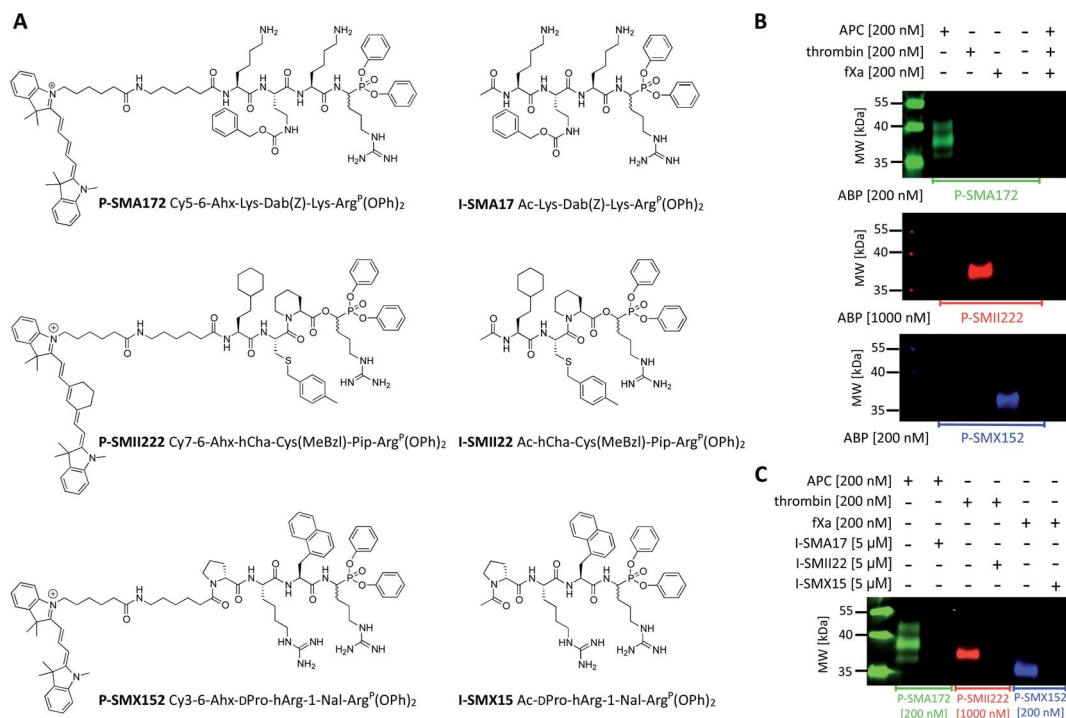 A
P-SMA172 Cy5-6-Ahx-Lys-Dab(Z)-Lys-Argᴾ(OPh)₂
I-SMA17 Ac-Lys-Dab(Z)-Lys-Argᴾ(OPh)₂
P-SMII222 Cy7-6-Ahx-hCha-Cys(MeBzl)-Pip-Argᴾ(OPh)₂
I-SMII22 Ac-hCha-Cys(MeBzl)-Pip-Argᴾ(OPh)₂
P-SMX152 Cy3-6-Ahx-DPro-hArg-1-Nal-Argᴾ(OPh)₂
I-SMX15 Ac-DPro-hArg-1-Nal-Argᴾ(OPh)₂
B
APC [200 nM] + - - - +
thrombin [200 nM] - + - - +
fXa [200 nM] - - + - +
MW [kDa]
55
40
35
ABP [200 nM] P-SMA172
MW [kDa]
55
40
35
ABP [1000 nM] P-SMII222
MW [kDa]
55
40
35
ABP [200 nM] P-SMX152
C
APC [200 nM] + + - - - -
thrombin [200 nM] - - + + - -
fXa [200 nM] - - - - + +
I-SMA17 [5 µM] - + - - - -
I-SMII22 [5 µM] - - - + - -
I-SMX15 [5 µM] - - - - - +
MW [kDa]
55
40
35
P-SMA172 P-SMII222 P-SMX152
[200 nM] [1000 nM] [200 nM]